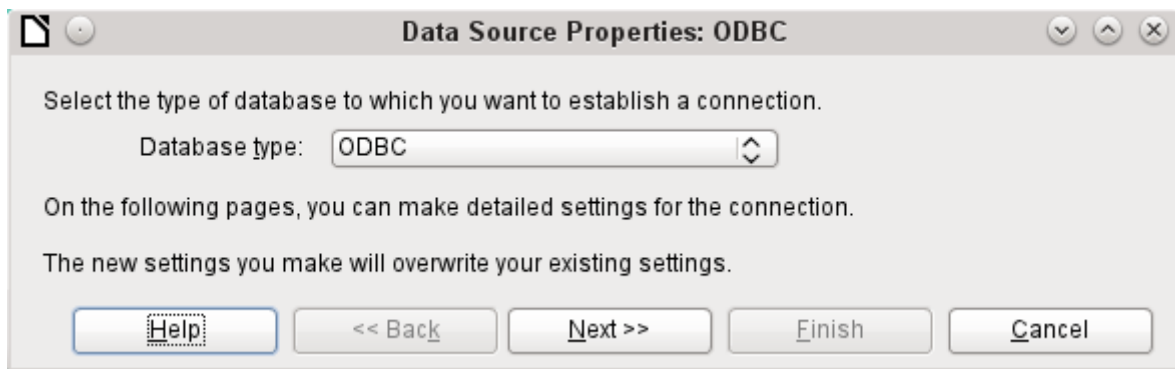 Data Source Properties: ODBC
Select the type of database to which you want to establish a connection.
Database type: ODBC
On the following pages, you can make detailed settings for the connection.
The new settings you make will overwrite your existing settings.
Help << Back Next >> Finish Cancel